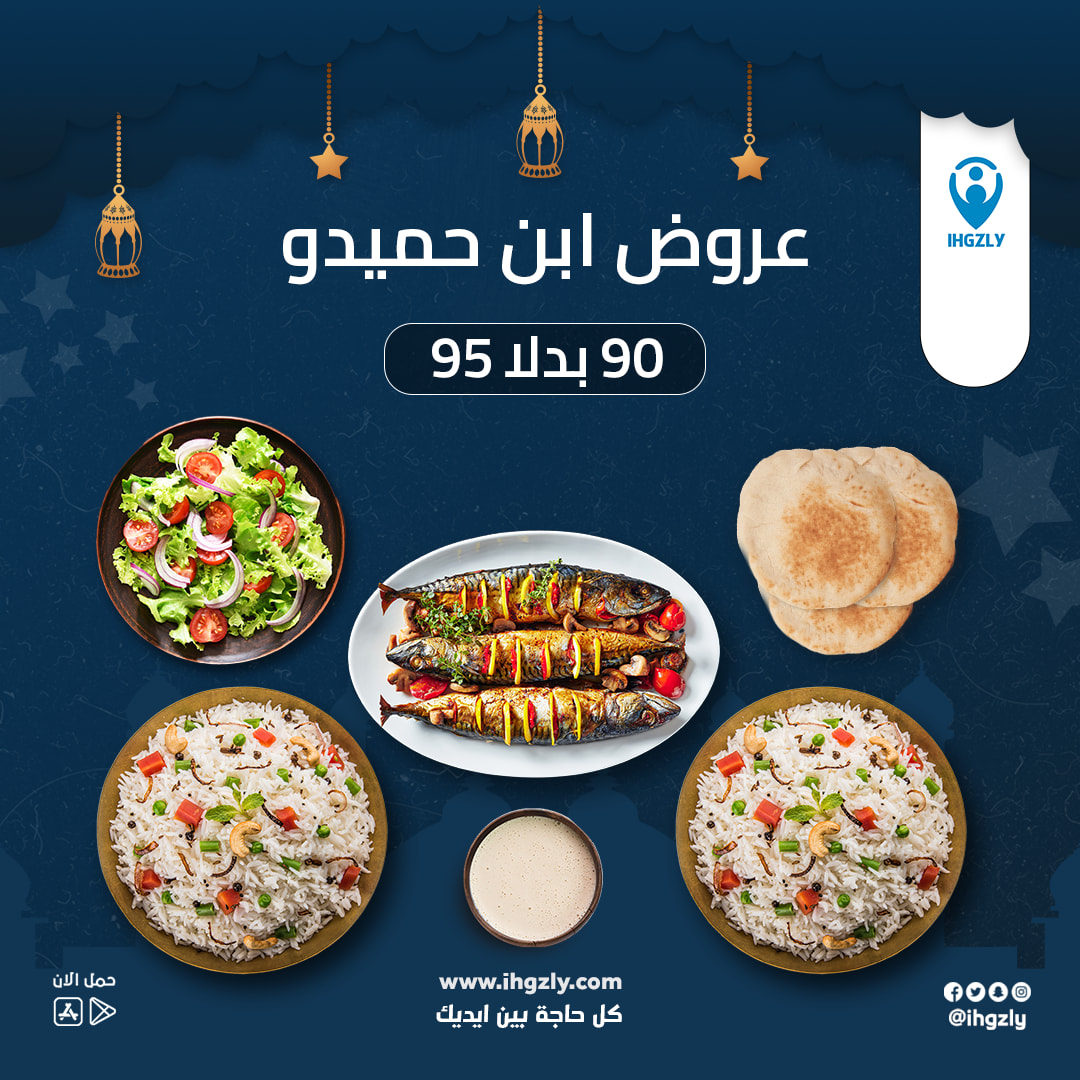 IHGZLY
عروض ابن حميدو
90 بدلا 95
حمل الان
www.ihgzly.com
كل حاجة بين ايديك
@ihgzly